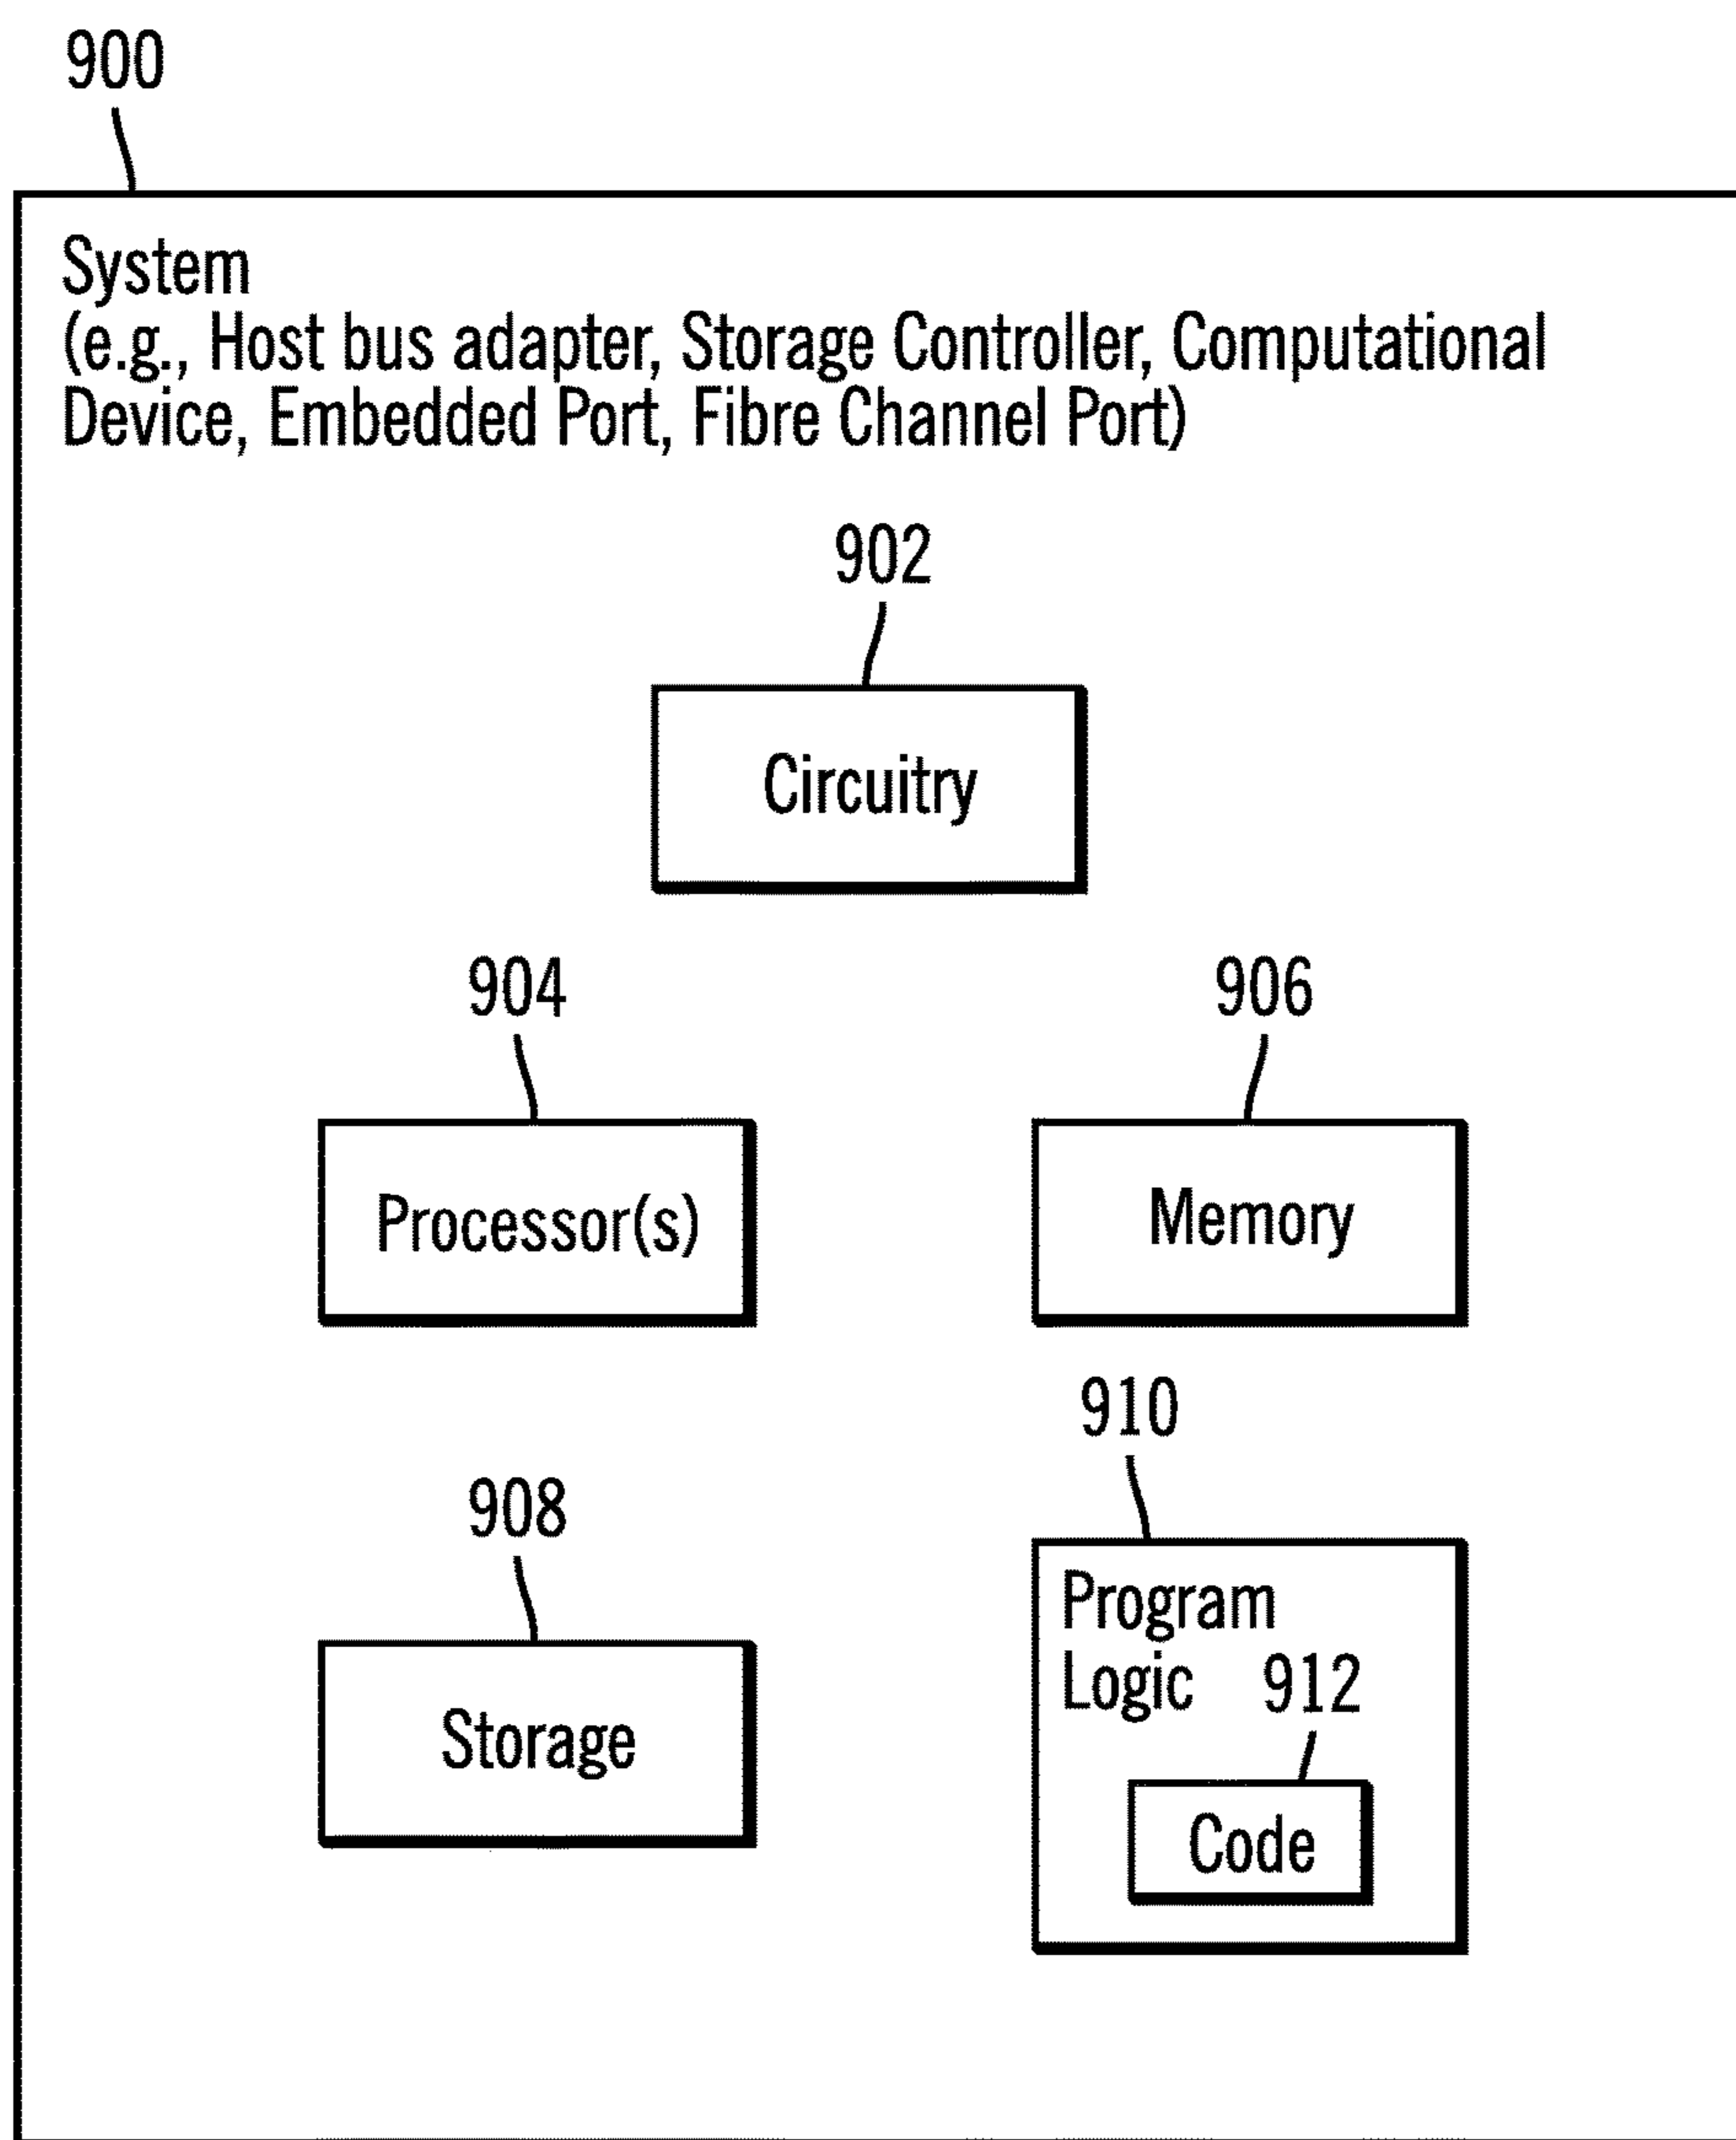 900
System
(e.g., Host bus adapter, Storage Controller, Computational
Device, Embedded Port, Fibre Channel Port)
902
Circuitry
904
906
Processor(s)
Memory
910
908
Program
Logic 912
Storage
Code